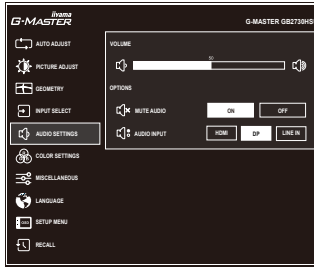 iiyama
G-MASTER
G-MASTER GB2730HS
AUTO ADJUST
PICTURE ADJUST
GEOMETRY
INPUT SELECT
AUDIO SETTINGS
COLOR SETTINGS
MISCELLANEOUS
LANGUAGE
OSD
SETUP MENU
RECALL
VOLUME
50
OPTIONS
MUTE AUDIO ON OFF
AUDIO INPUT HDMI DP LINE IN